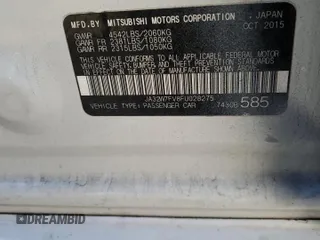 MFD.BY MITSUBISHI MOTORS CORPORATION JAPAN
OCT 2015
GVWR 4542LBS/2060KG
GAWR FR 2381LBS/1080KG
GAWR RR 2315LBS/1050KG
THIS VEHICLE CONFORMS TO ALL APPLICABLE
FEDERAL MOTOR VEHICLE SAFETY, BUMPER, AND
THEFT PREVENTION STANDARDS IN EFFECT ON THE
DATE OF MANUFACTURE SHOWN ABOVE.
VEHICLE TYPE:PASSENGER CAR
585
DIRECTAUTO.BID